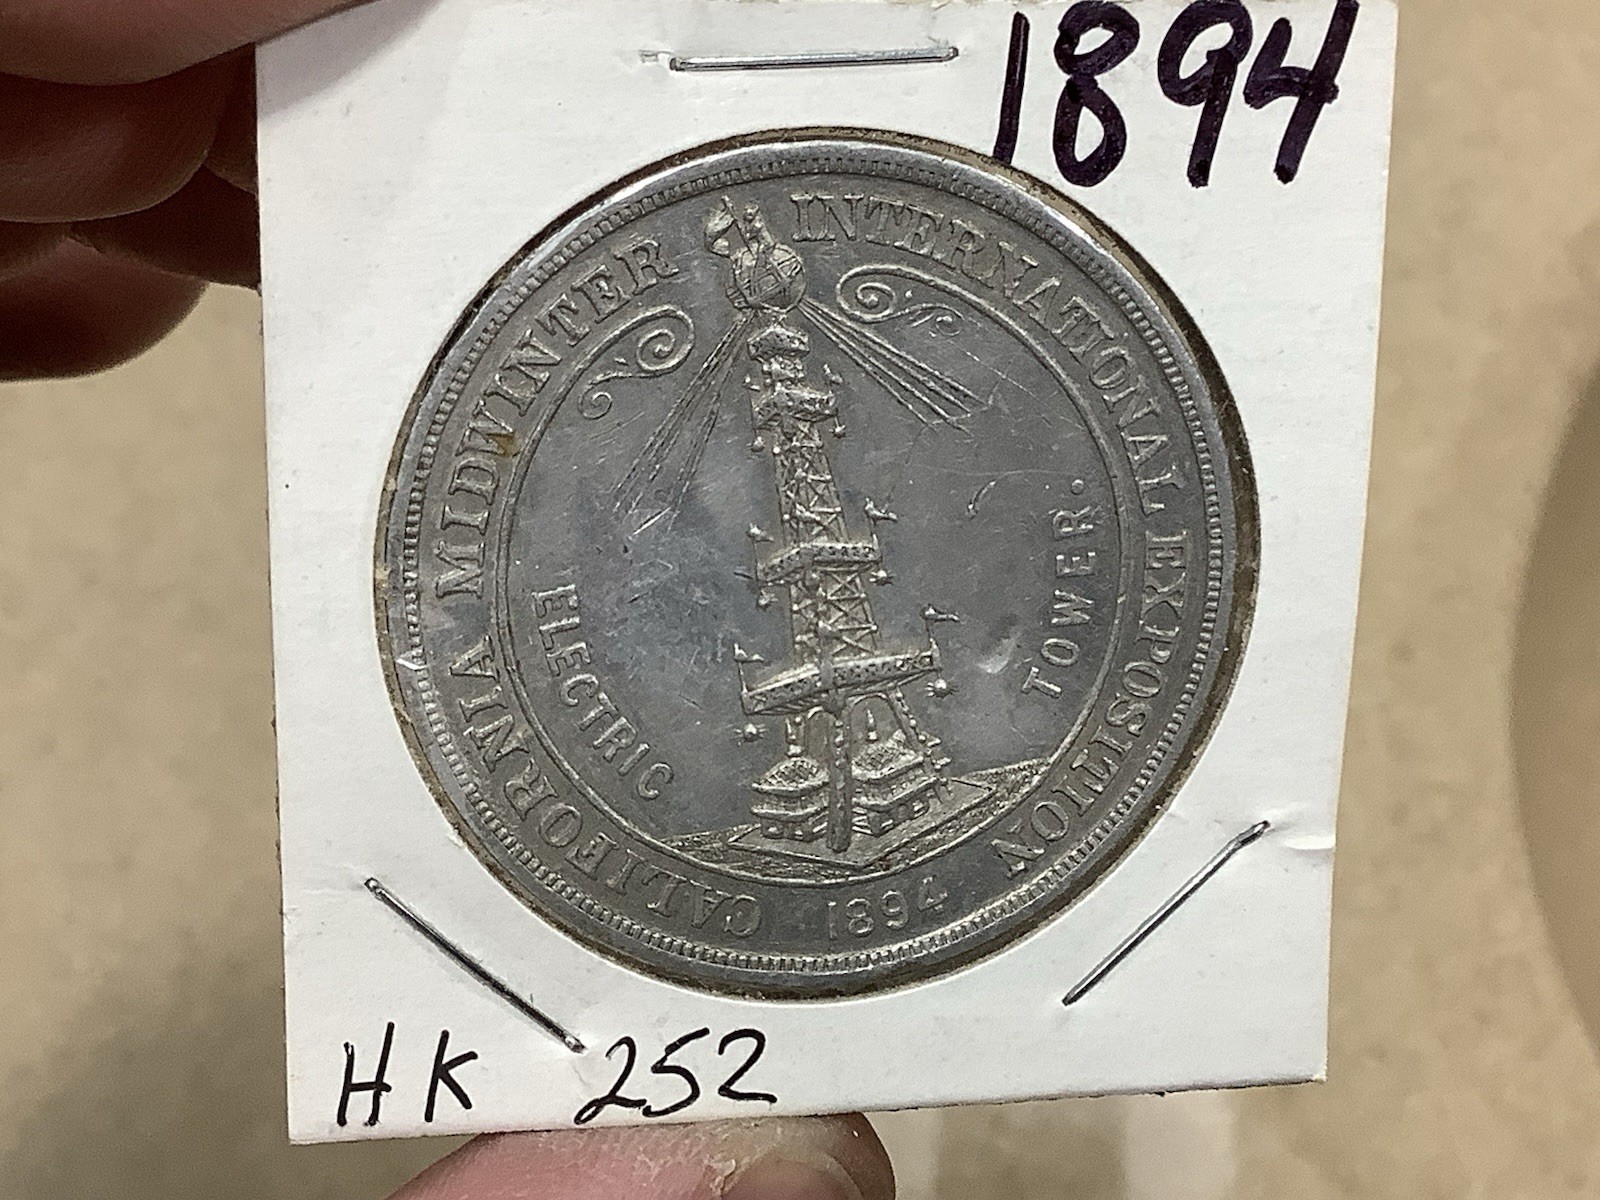 1894
CALIFORNIA MIDWINTER INTERNATIONAL EXPOSITION
ELECTRIC
TOWER.
1894
HK 252